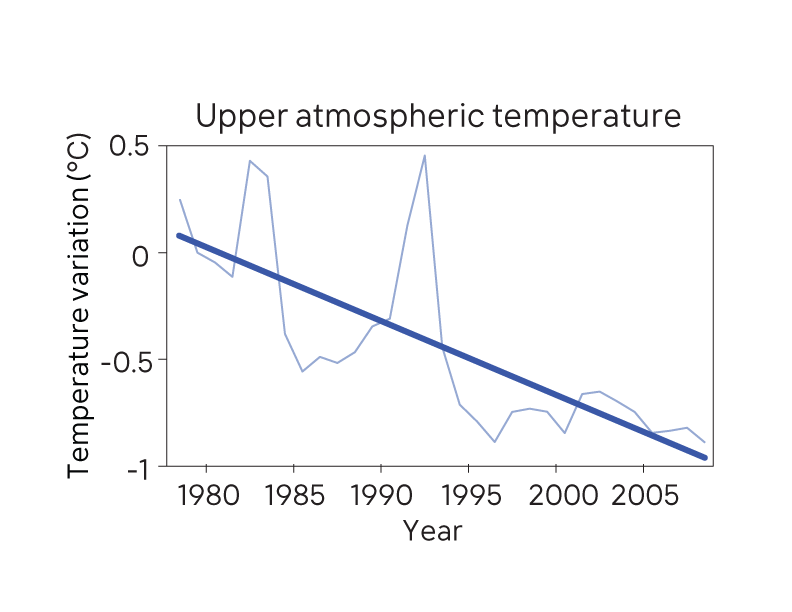 Upper atmospheric temperature
Temperature variation (°C)
0.5
0
-0.5
-1
1980 1985 1990 1995 2000 2005
Year